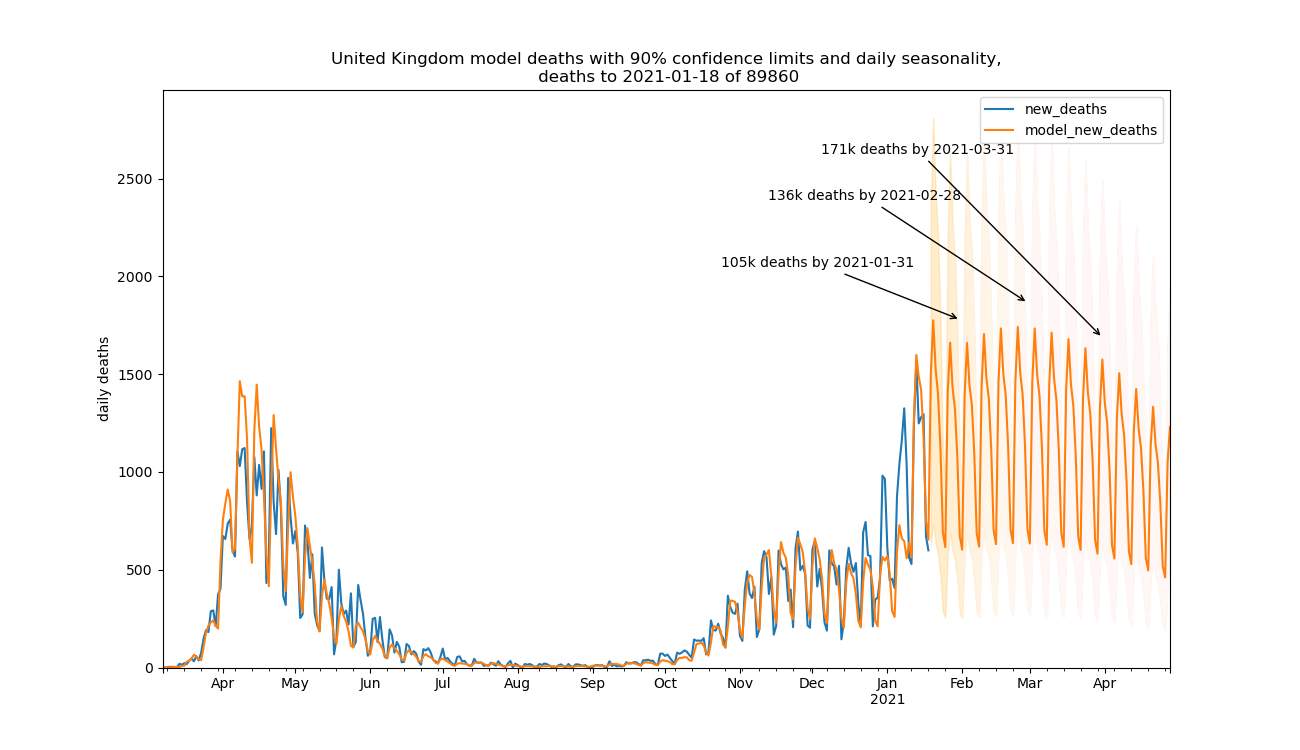 United Kingdom model deaths with 90% confidence limits and daily seasonality,
deaths to 2021-01-18 of 89860
new_deaths
model_new_deaths
171k deaths by 2021-03-31
136k deaths by 2021-02-28
105k deaths by 2021-01-31
daily deaths
2500
2000
1500
1000
500
0
Apr May Jun Jul Aug Sep Oct Nov Dec Jan Feb Mar Apr
2021